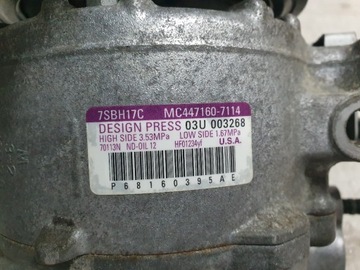 7SBH17C MC447160-7114
DESIGN PRESS 03U 003268
HIGH SIDE 3.53MPa LOW SIDE 1.67MPa
70113N ND-OIL 12 HFO1234yf U.S.A.
P68160395AE